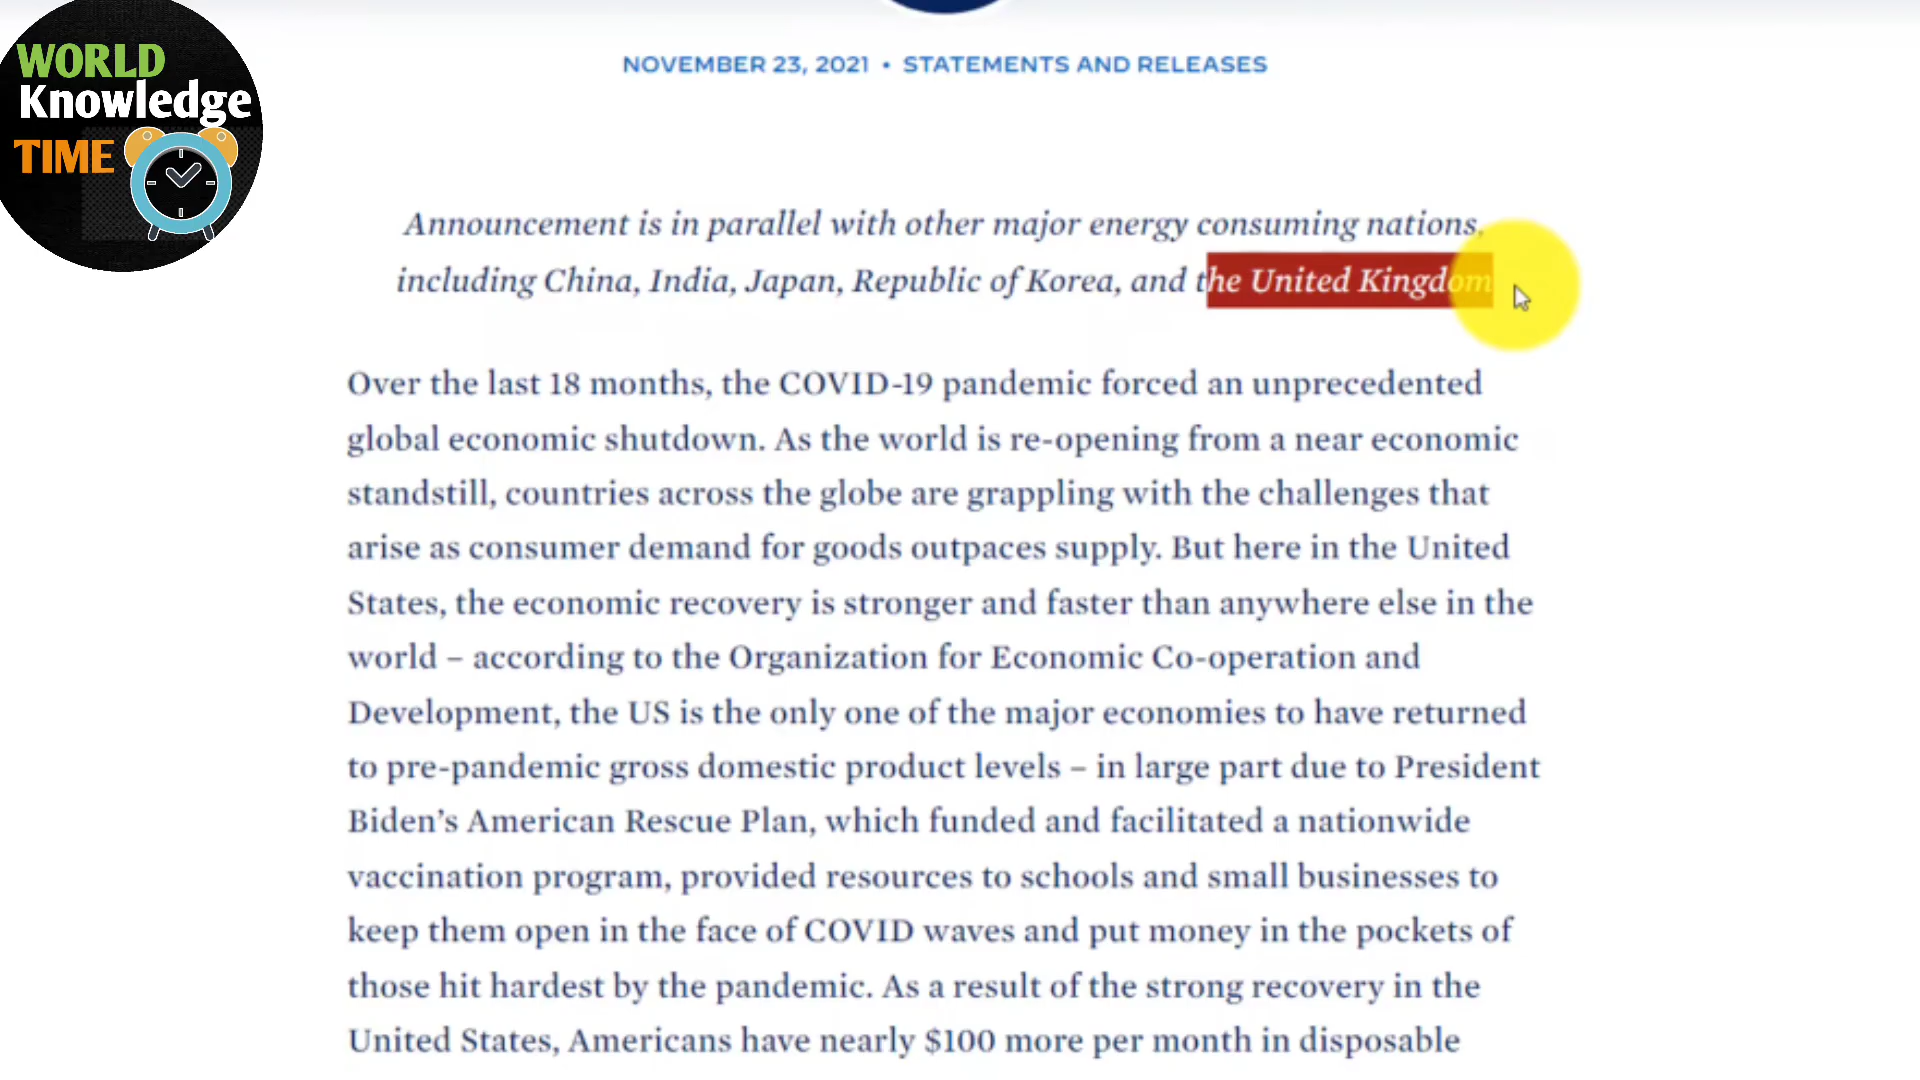 WORLD
Knowledge
TIME
NOVEMBER 23, 2021 • STATEMENTS AND RELEASES
Announcement is in parallel with other major energy consuming nations,
including China, India, Japan, Republic of Korea, and the United Kingdom
Over the last 18 months, the COVID-19 pandemic forced an unprecedented
global economic shutdown. As the world is re-opening from a near economic
standstill, countries across the globe are grappling with the challenges that
arise as consumer demand for goods outpaces supply. But here in the United
States, the economic recovery is stronger and faster than anywhere else in the
world – according to the Organization for Economic Co-operation and
Development, the US is the only one of the major economies to have returned
to pre-pandemic gross domestic product levels – in large part due to President
Biden’s American Rescue Plan, which funded and facilitated a nationwide
vaccination program, provided resources to schools and small businesses to
keep them open in the face of COVID waves and put money in the pockets of
those hit hardest by the pandemic. As a result of the strong recovery in the
United States, Americans have nearly $100 more per month in disposable